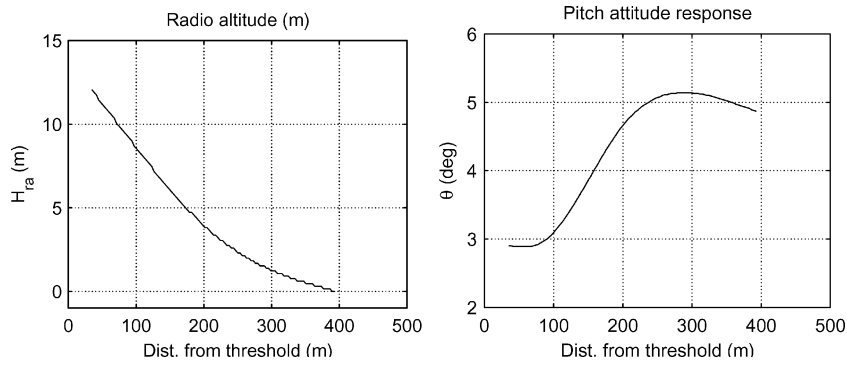 Radio altitude (m)
15
10
5
0
H_ra (m)
0 100 200 300 400 500
Dist. from threshold (m)
Pitch attitude response
6
5
4
3
2
θ (deg)
0 100 200 300 400 500
Dist. from threshold (m)